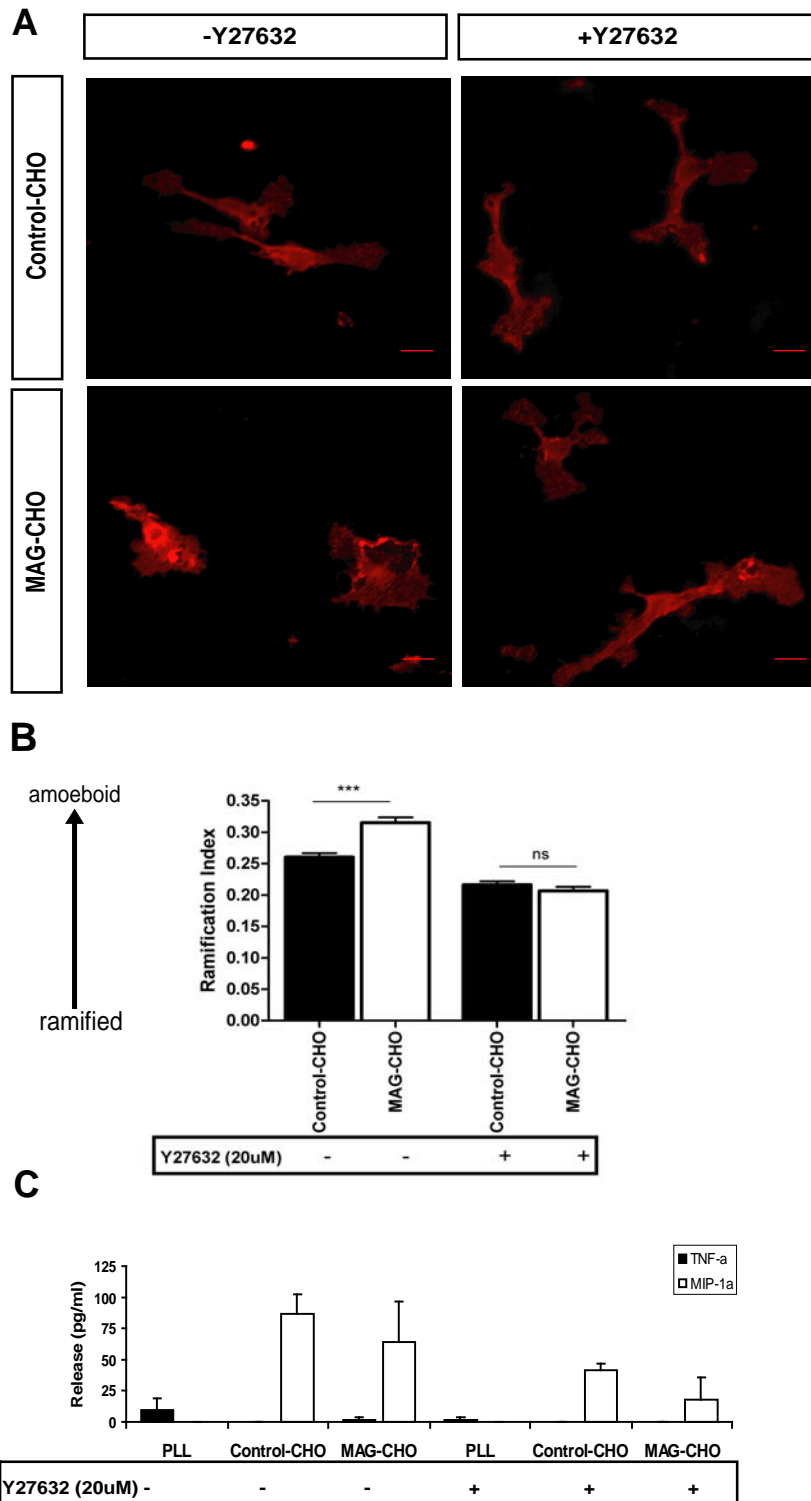 A
-Y27632
+Y27632
Control-CHO
MAG-CHO
B
amoeboid
ramified
Ramification Index
0.35
0.30
0.25
0.20
0.15
0.10
0.05
0.00
***
ns
Control-CHO
MAG-CHO
Control-CHO
MAG-CHO
Y27632 (20uM) - - + +
C
Release (pg/ml)
125
100
75
50
25
0
TNF-a
MIP-1a
PLL Control-CHO MAG-CHO PLL Control-CHO MAG-CHO
Y27632 (20uM) - - - + + +